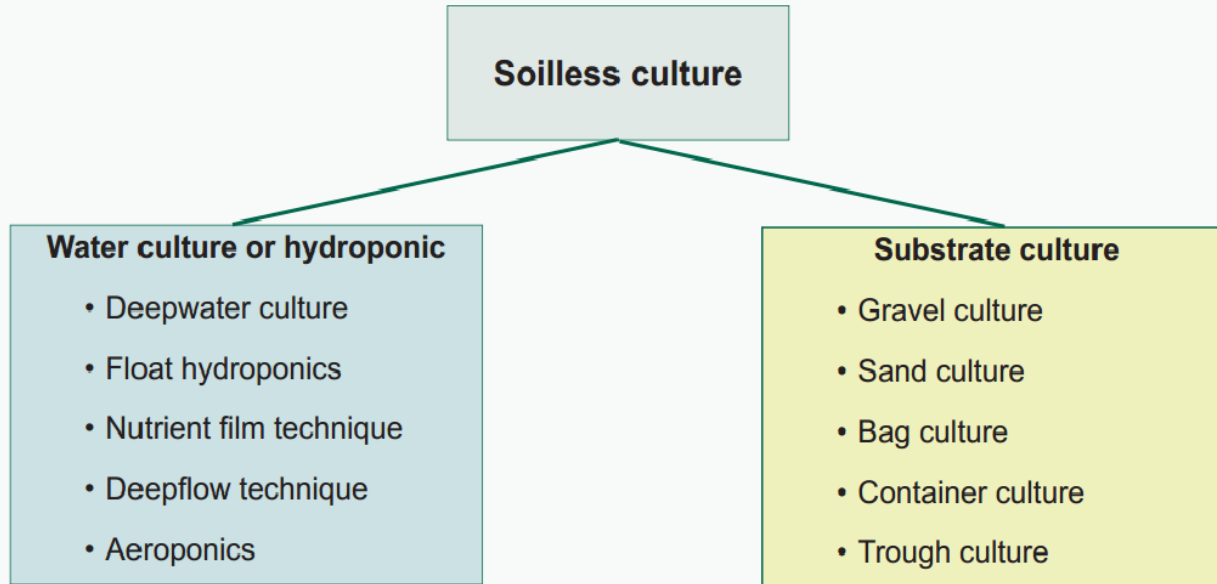 Soilless culture
Water culture or hydroponic
• Deepwater culture
• Float hydroponics
• Nutrient film technique
• Deepflow technique
• Aeroponics
Substrate culture
• Gravel culture
• Sand culture
• Bag culture
• Container culture
• Trough culture